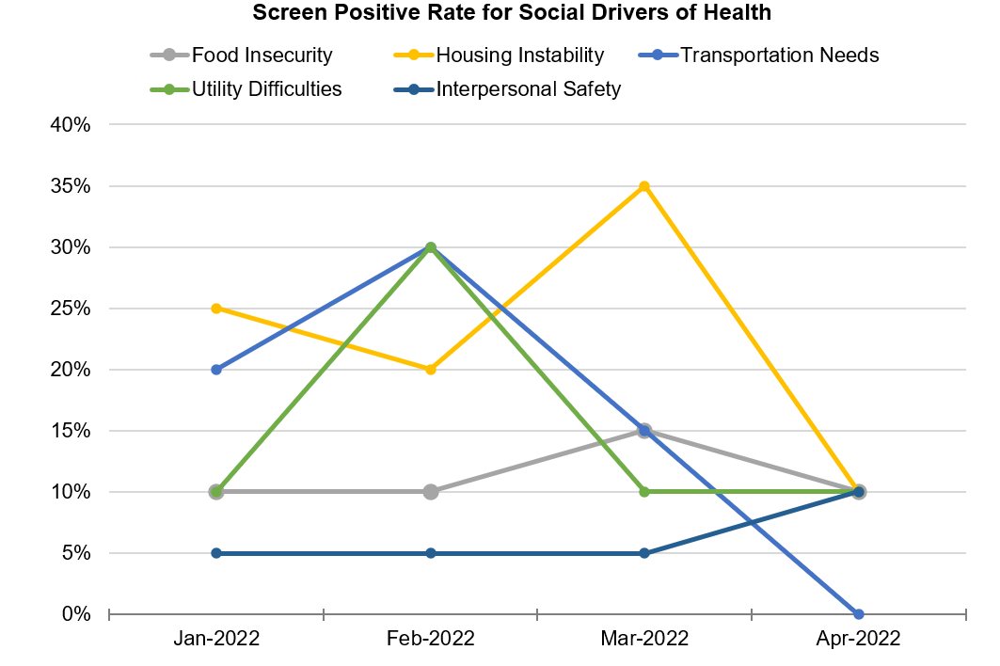 Screen Positive Rate for Social Drivers of Health
Food Insecurity Housing Instability Transportation Needs
Utility Difficulties Interpersonal Safety
40%
35%
30%
25%
20%
15%
10%
5%
0%
Jan-2022 Feb-2022 Mar-2022 Apr-2022